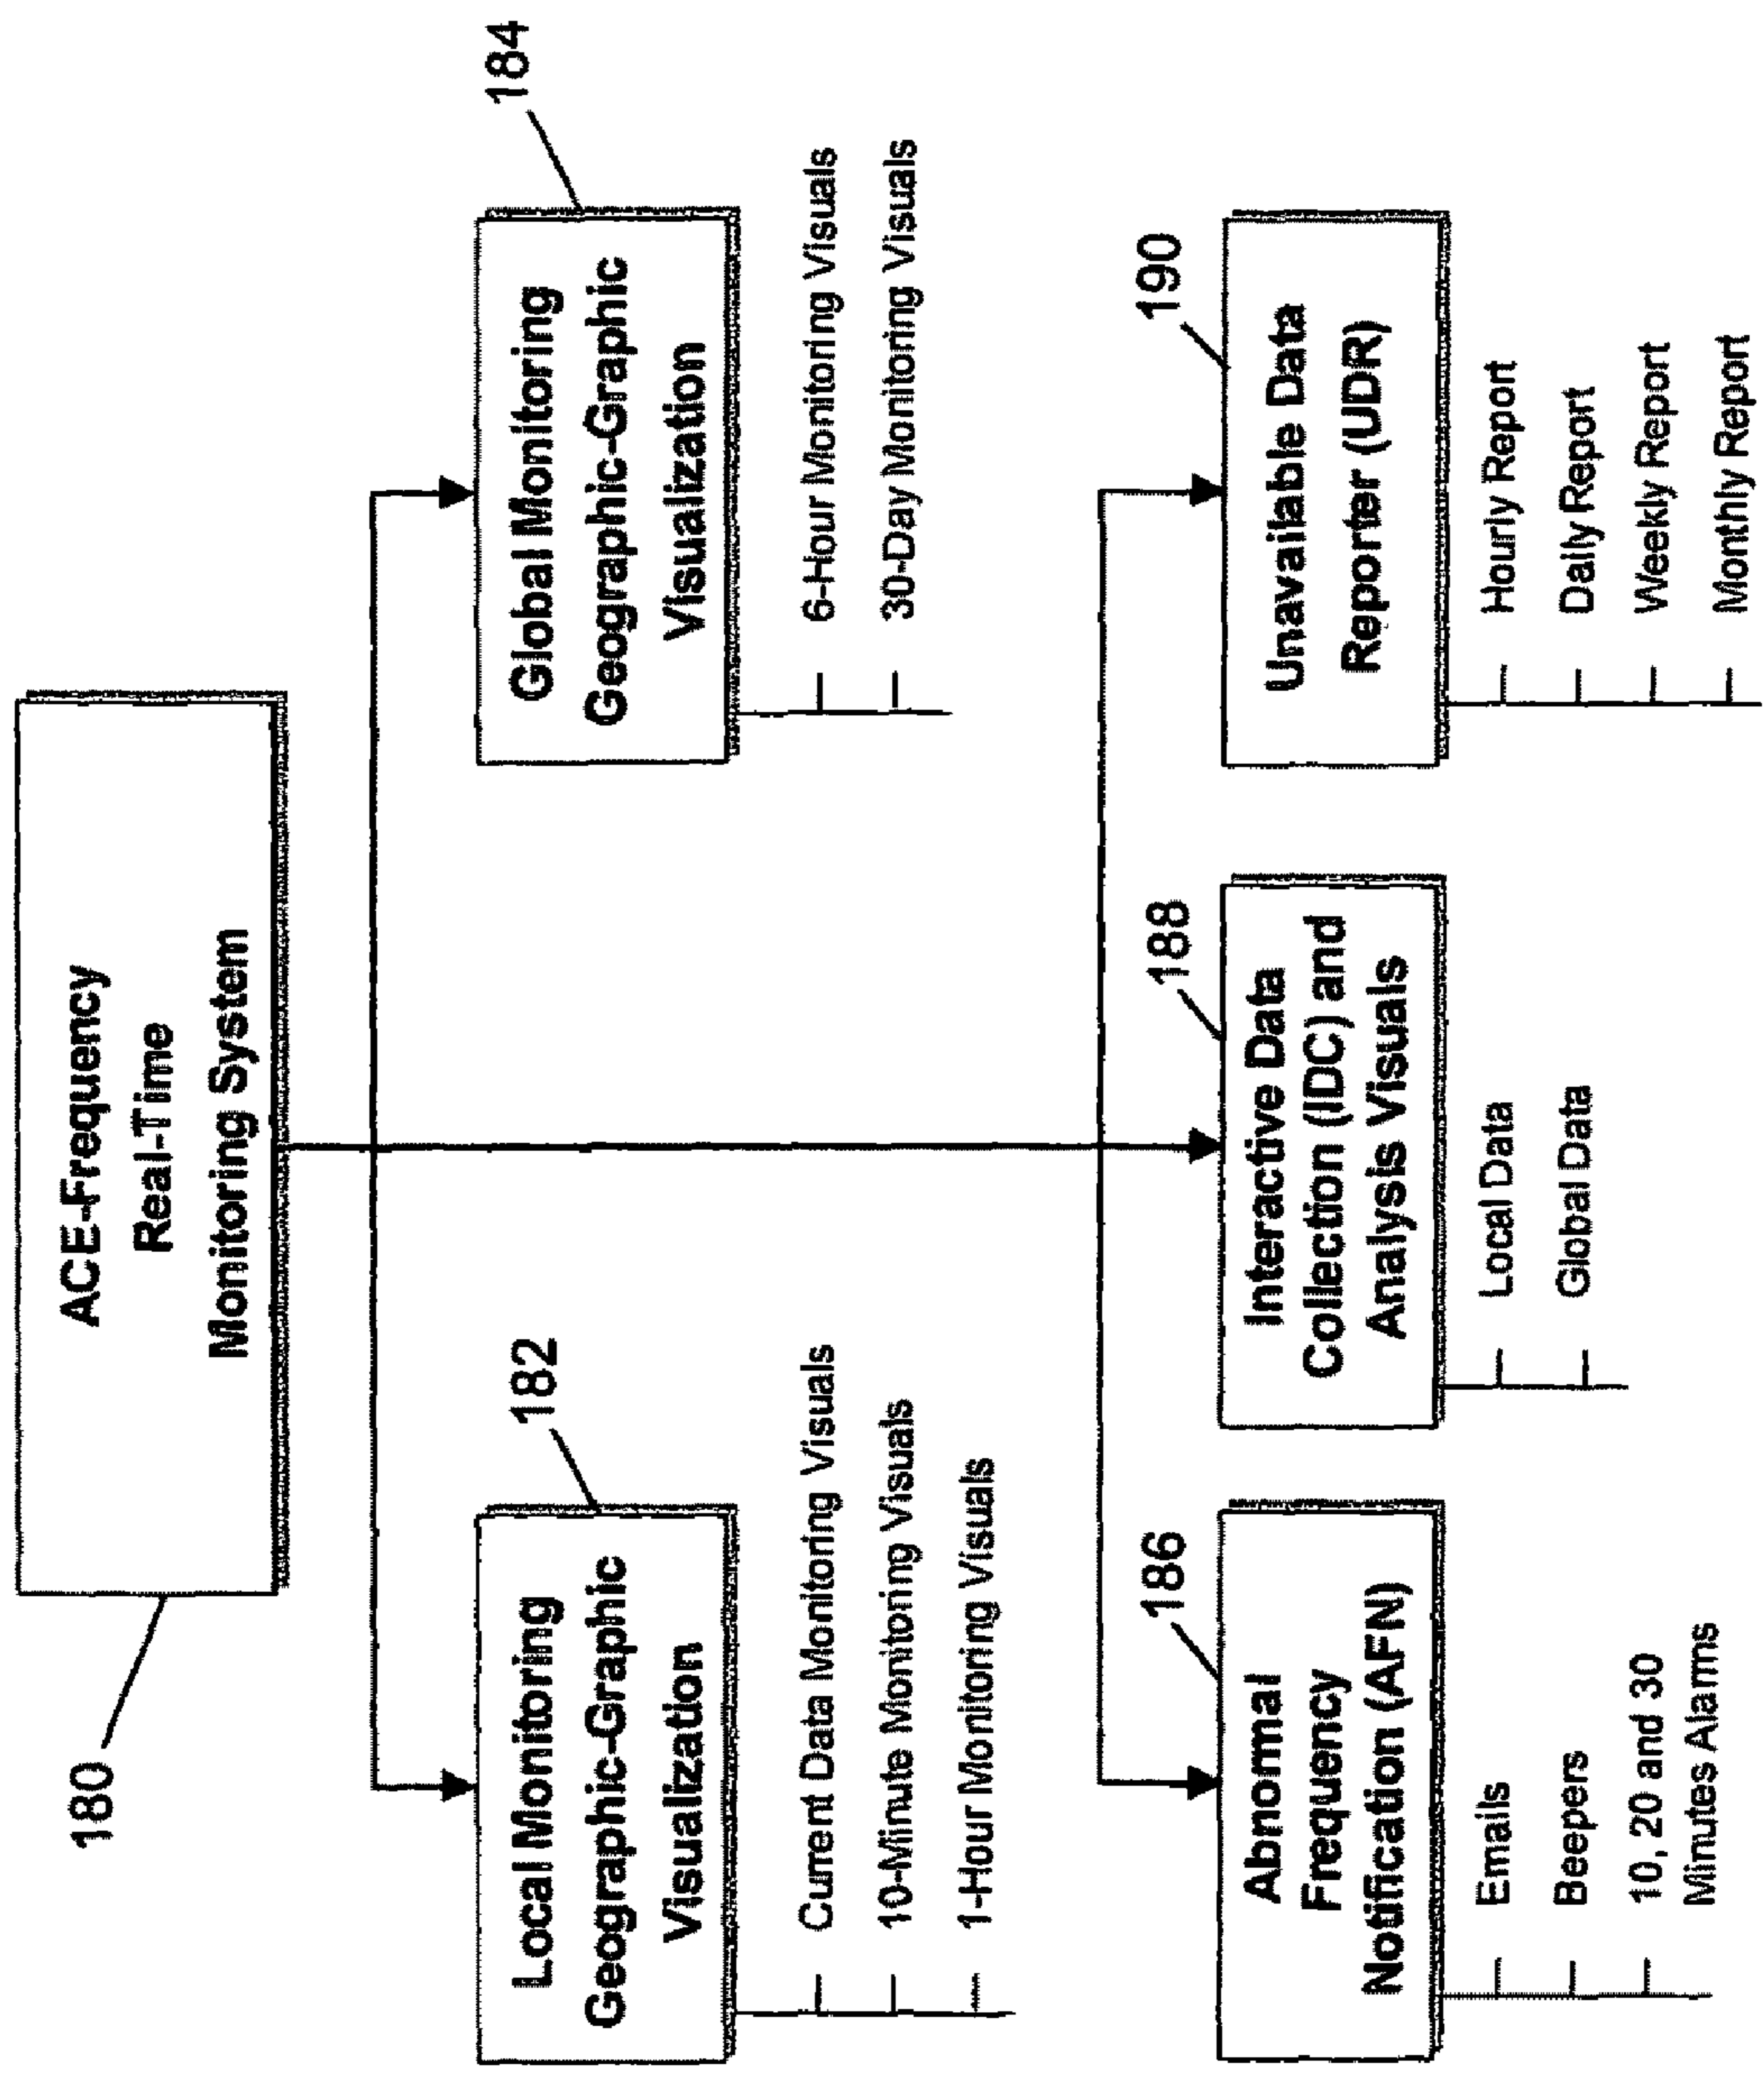 180
ACE-Frequency
Real-Time
Monitoring System
182
Local Monitoring
Geographic-Graphic
Visualization
Current Data Monitoring Visuals
10-Minute Monitoring Visuals
1-Hour Monitoring Visuals
184
Global Monitoring
Geographic-Graphic
Visualization
6-Hour Monitoring Visuals
30-Day Monitoring Visuals
186
Abnormal
Frequency
Notification (AFN)
Emails
Beepers
10, 20 and 30
Minutes Alarms
188
Interactive Data
Collection (IDC) and
Analysis Visuals
Local Data
Global Data
190
Unavailable Data
Reporter (UDR)
Hourly Report
Daily Report
Weekly Report
Monthly Report